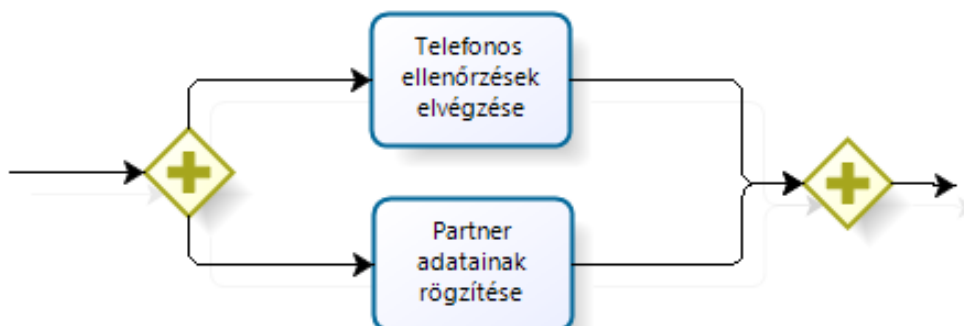 Telefonos
ellenőrzések
elvégzése
Partner
adatainak
rögzítése